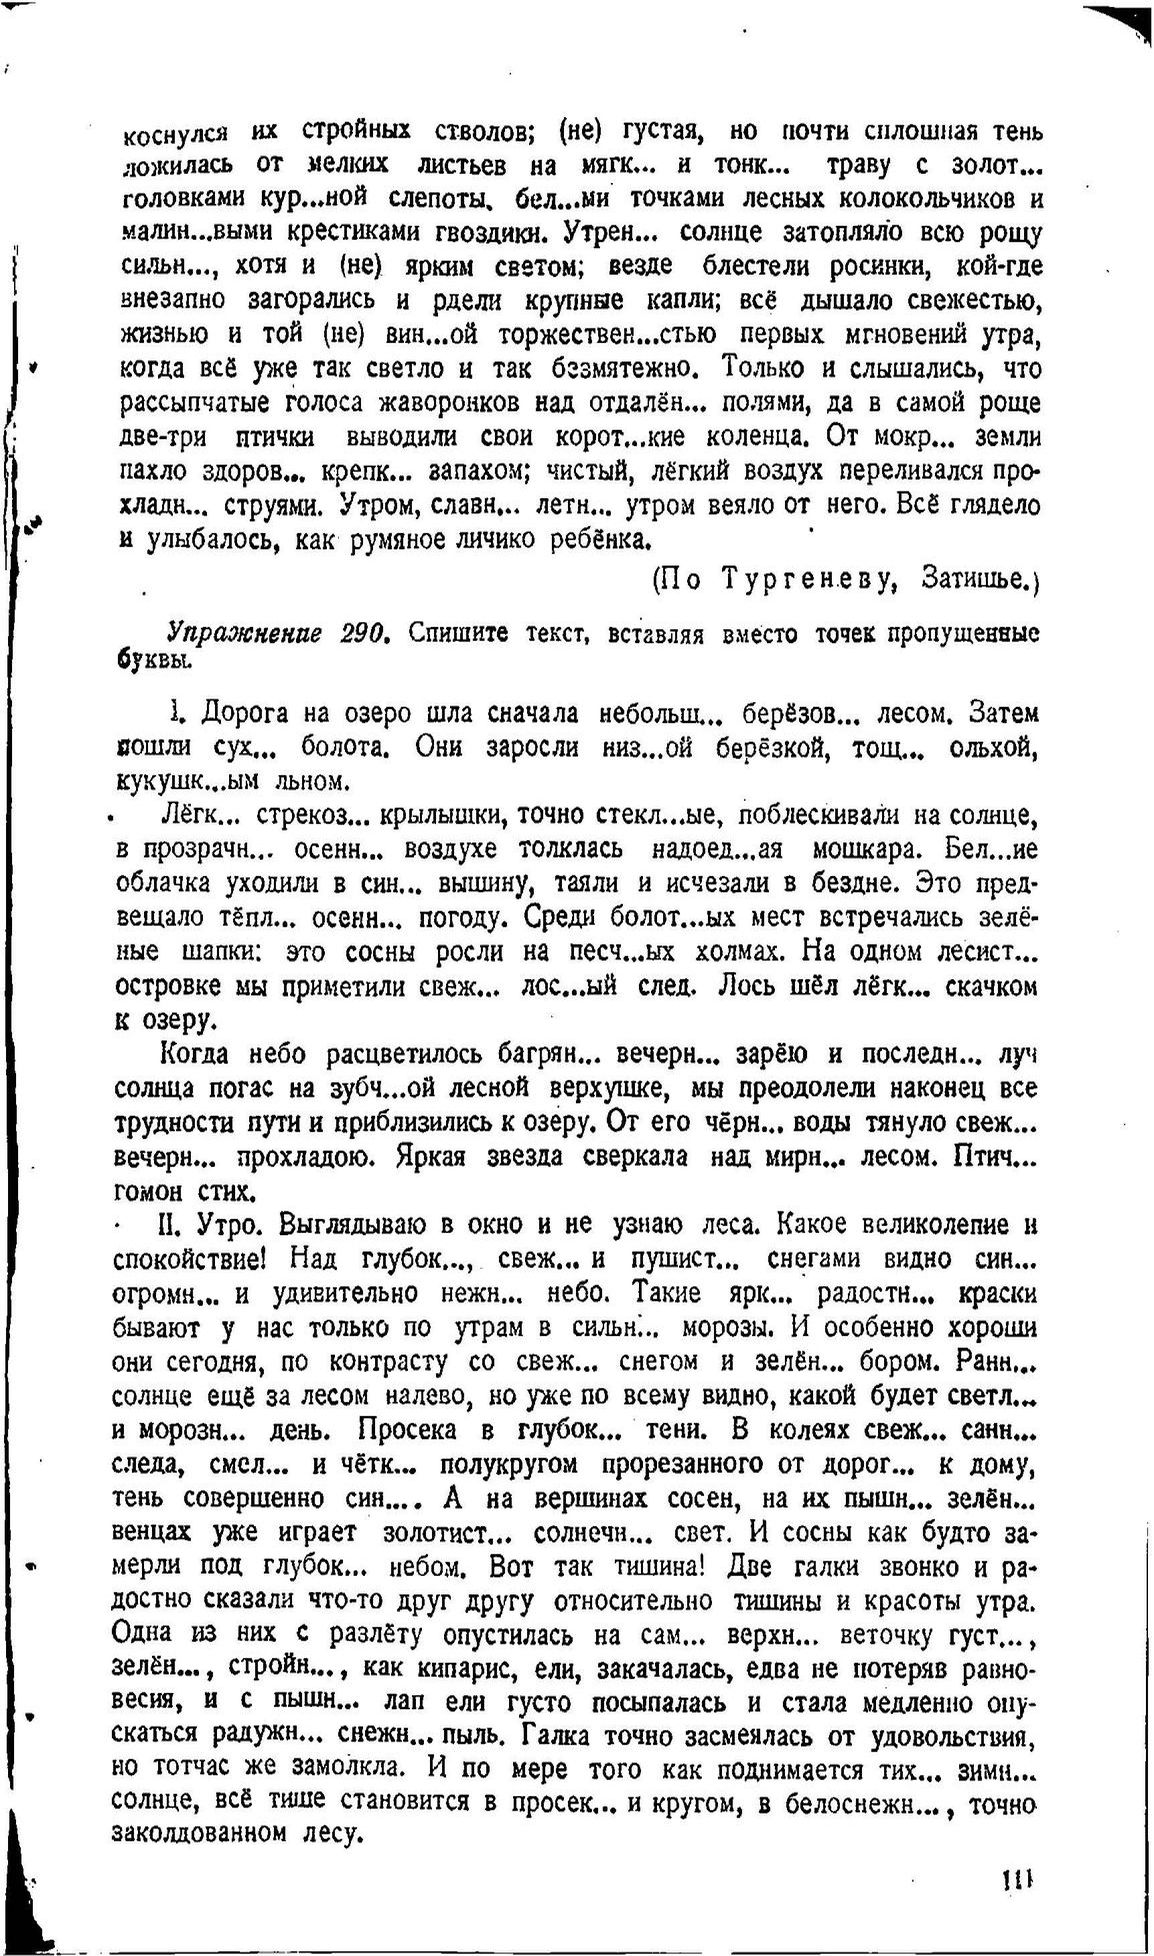 коснулся их стройных стволов; (не) густая, но почти сплошная тень
ложилась от мелких листьев на мягк... и тонк... траву с золот...
головками кур...ной слепоты, бел...ми точками лесных колокольчиков и
малин...выми крестиками гвоздики. Утрен... солнце затопляло всю рощу
сильн..., хотя и (не) ярким светом; везде блестели росинки, кой-где
внезапно загорались и рдели крупные капли; всё дышало свежестью,
жизнью и той (не) вин...ой торжествен...стью первых мгновений утра,
когда всё уже так светло и так безмятежно. Только и слышались, что
рассыпчатые голоса жаворонков над отдалён... полями, да в самой роще
две-три птички выводили свои корот...кие коленца. От мокр... земли
пахло здоров... крепк... запахом; чистый, лёгкий воздух переливался про-
хладн... струями. Утром, славн... летн... утром веяло от него. Всё глядело
и улыбалось, как румяное личико ребёнка.
(По Тургеневу, Затишье.)
Упражнение 290. Спишите текст, вставляя вместо точек пропущенные
буквы.
I. Дорога на озеро шла сначала небольш... берёзов... лесом. Затем
пошли сух... болота. Они заросли низ...ой берёзкой, тощ... ольхой,
кукушк...ым льном.
Лёгк... стрекоз... крылышки, точно стекл...ые, поблескивали на солнце,
в прозрачн... осенн... воздухе толклась надоед...ая мошкара. Бел...ие
облачка уходили в син... вышину, таяли и исчезали в бездне. Это пред-
вещало тёпл... осенн... погоду. Среди болот...ых мест встречались зелё-
ные шапки: это сосны росли на песч...ых холмах. На одном лесист...
островке мы приметили свеж... лос...ый след. Лось шёл лёгк... скачком
к озеру.
Когда небо расцветилось багрян... вечерн... зарёю и последн... луч
солнца погас на зубч...ой лесной верхушке, мы преодолели наконец все
трудности пути и приблизились к озеру. От его чёрн... воды тянуло свеж...
вечерн... прохладою. Яркая звезда сверкала над мирн... лесом. Птич...
гомон стих.
II. Утро. Выглядываю в окно и не узнаю леса. Какое великолепие и
спокойствие! Над глубок..., свеж... и пушист... снегами видно син...
огромн... и удивительно нежн... небо. Такие ярк... радостн... краски
бывают у нас только по утрам в сильн... морозы. И особенно хороши
они сегодня, по контрасту со свеж... снегом и зелён... бором. Ранн...
солнце ещё за лесом налево, но уже по всему видно, какой будет светл...
и морозн... день. Просека в глубок... тени. В колеях свеж... санн...
следа, смел... и чётк... полукругом прорезанного от дорог... к дому,
тень совершенно син.... А на вершинах сосен, на их пышн... зелён...
венцах уже играет золотист... солнечн... свет. И сосны как будто за-
мерли под глубок... небом. Вот так тишина! Две галки звонко и ра-
достно сказали что-то друг другу относительно тишины и красоты утра.
Одна из них с разлёту опустилась на сам... верхн... веточку густ...,
зелён..., стройн..., как кипарис, ели, закачалась, едва не потеряв равно-
весия, и с пышн... лап ели густо посыпалась и стала медленно опу-
скаться радужн... снежн... пыль. Галка точно засмеялась от удовольствия,
но тотчас же замолкла. И по мере того как поднимается тих... зимн...
солнце, всё тише становится в просек... и кругом, в белоснежн..., точно
заколдованном лесу.
111